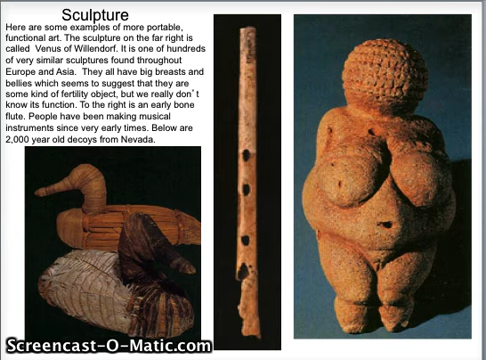 Sculpture
Here are some examples of more portable,
functional art. The sculpture on the far right is
called  Venus of Willendorf. It is one of hundreds
of very similar sculptures found throughout
Europe and Asia.  They all have big breasts and
bellies which seems to suggest that they are
some kind of fertility object, but we really don't
know its function. To the right is an early bone
flute. People have been making musical
instruments since very early times. Below are
2,000 year old decoys from Nevada.
Screencast-O-Matic.com